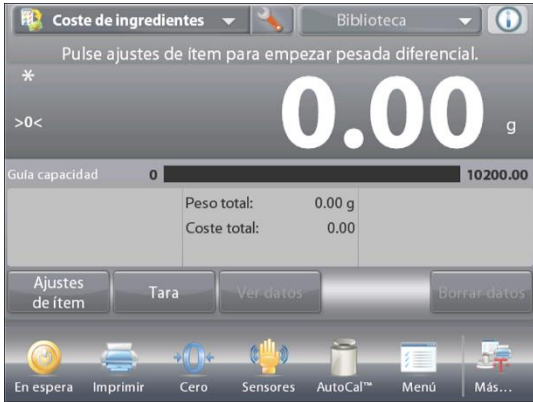 Coste de ingredientes Biblioteca
Pulse ajustes de ítem para empezar pesada diferencial.
*
>0< 0.00 g
Guía capacidad 0 10200.00
Peso total: 0.00 g
Coste total: 0.00
Ajustes de ítem Tara Ver datos Borrar datos
En espera Imprimir Cero Sensores AutoCal™ Menú Más...